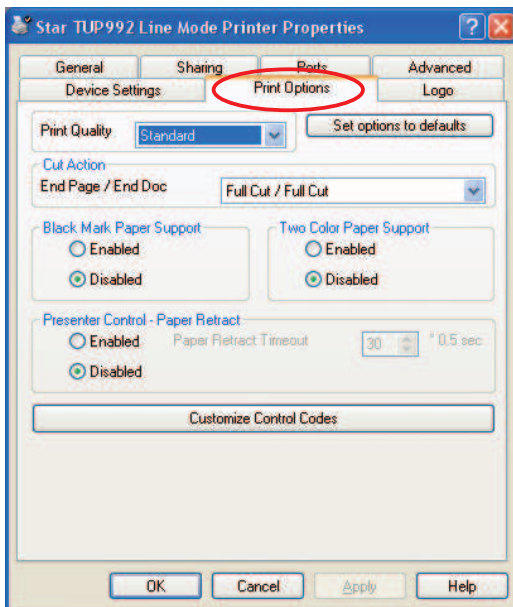 Star TUP992 Line Mode Printer Properties
General Sharing Ports Advanced
Device Settings Print Options Logo
Print Quality Standard Set options to defaults
Cut Action
End Page / End Doc Full Cut / Full Cut
Black Mark Paper Support Two Color Paper Support
Enabled Enabled
Disabled Disabled
Presenter Control - Paper Retract
Enabled Paper Retract Timeout 30 * 0.5 sec
Disabled
Customize Control Codes
OK Cancel Apply Help